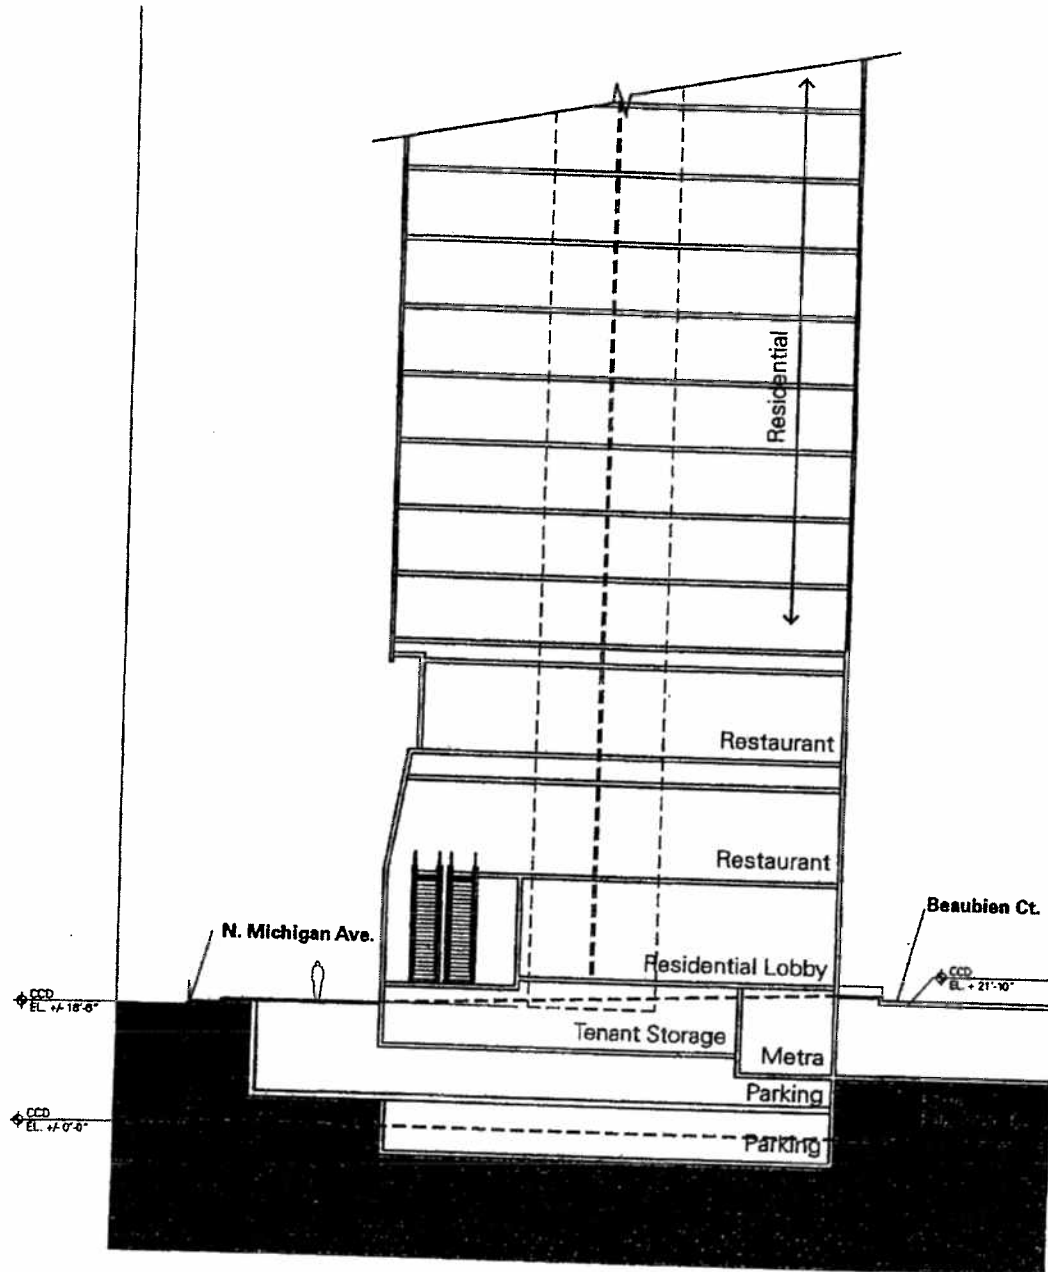 Residential
Restaurant
Restaurant
Beaubien Ct.
N. Michigan Ave.
Residential Lobby
CCD
EL. + 21'-10"
CCD
EL. +/- 18'-6"
Tenant Storage
Metra
Parking
CCD
EL. +/- 0'-0"
Parking